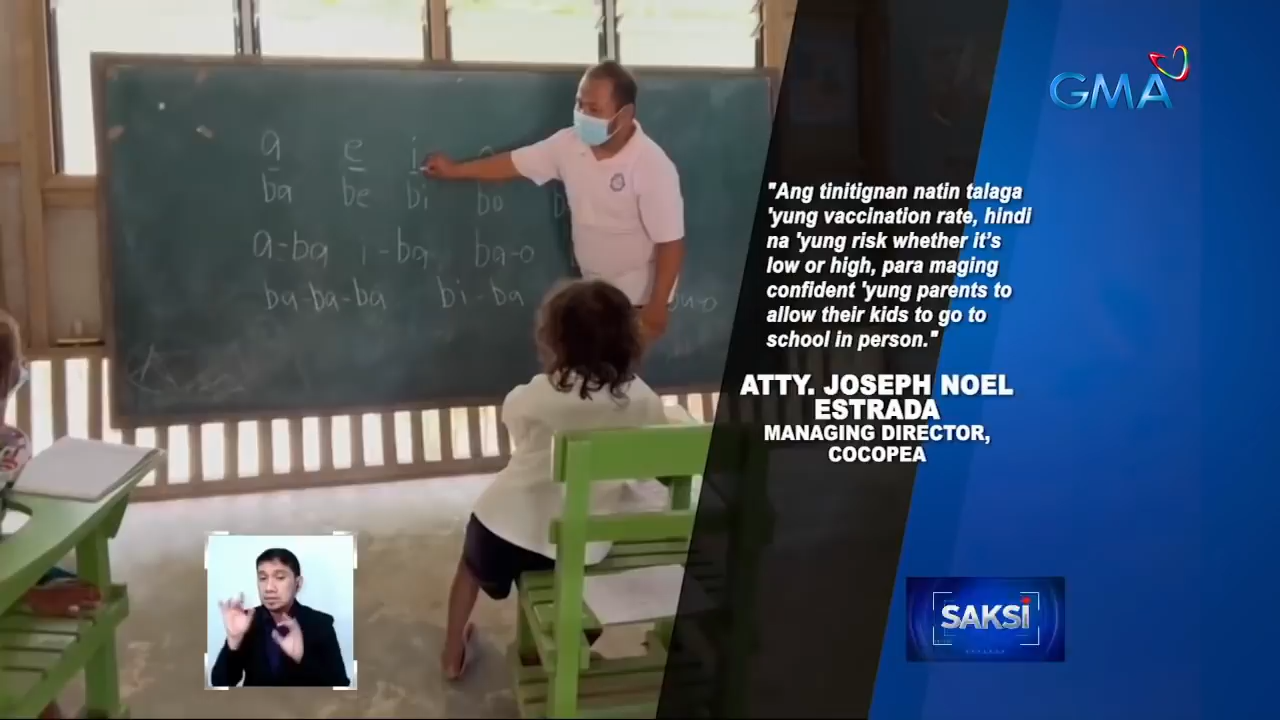 GMA
a e i
ba be bi bo
a-ba i-ba ba-o
ba-ba-ba bi-ba
"Ang tinitignan natin talaga
'yung vaccination rate, hindi
na 'yung risk whether it's
low or high, para maging
confident 'yung parents to
allow their kids to go to
school in person."
ATTY. JOSEPH NOEL
ESTRADA
MANAGING DIRECTOR,
COCOPEA
SAKSI